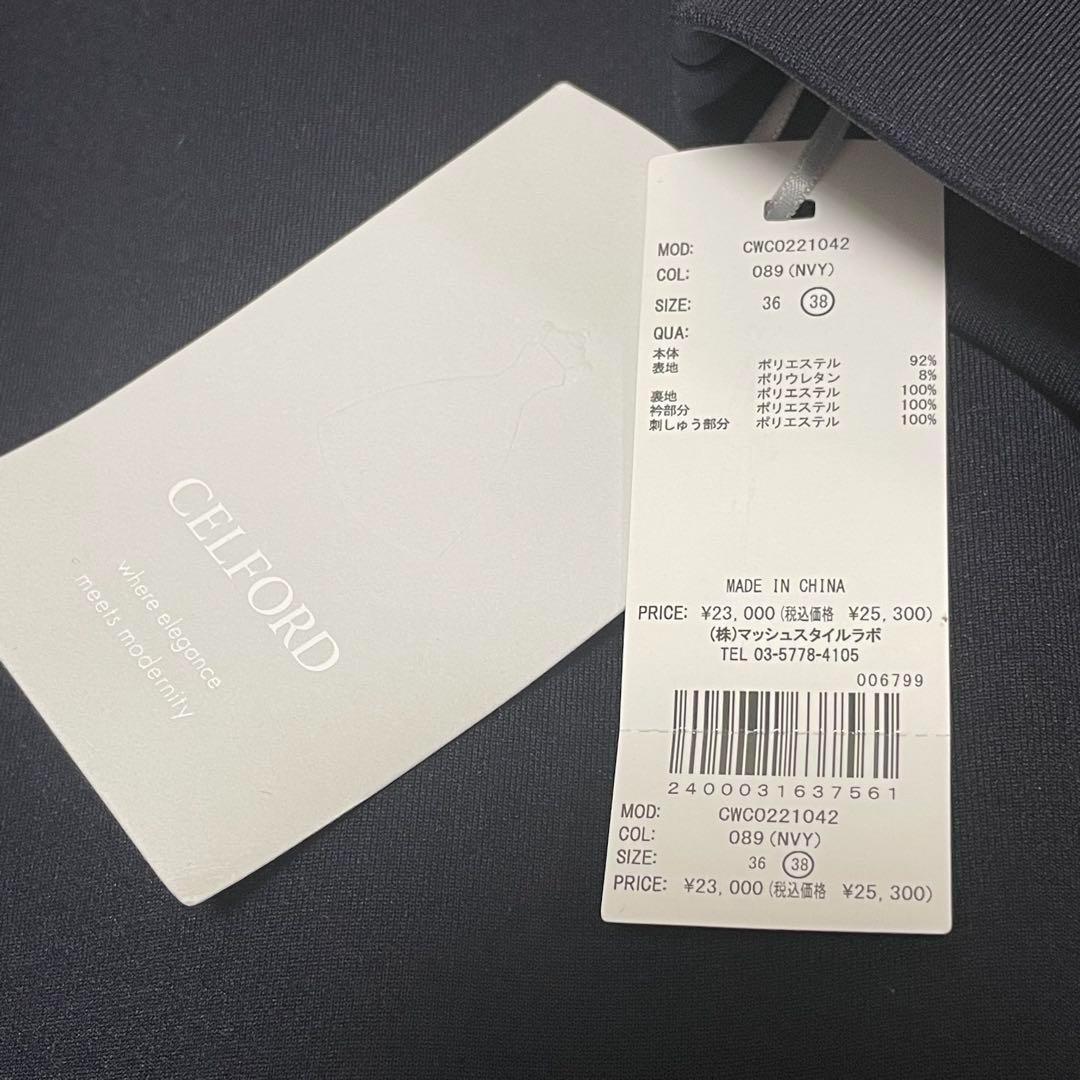 CELFORD
where elegance
meets modernity
MOD: CWC0221042
COL: 089(NVY)
SIZE: 36 38
QUA:
本体
表地 ポリエステル 92%
ポリウレタン 8%
裏地 ポリエステル 100%
衿部分 ポリエステル 100%
刺しゅう部分 ポリエステル 100%
MADE IN CHINA
PRICE: ¥23,000(税込価格 ¥25,300)
(株)マッシュスタイルラボ
TEL 03-5778-4105
006799
2400031637561
MOD: CWC0221042
COL: 089(NVY)
SIZE: 36 38
PRICE: ¥23,000(税込価格 ¥25,300)